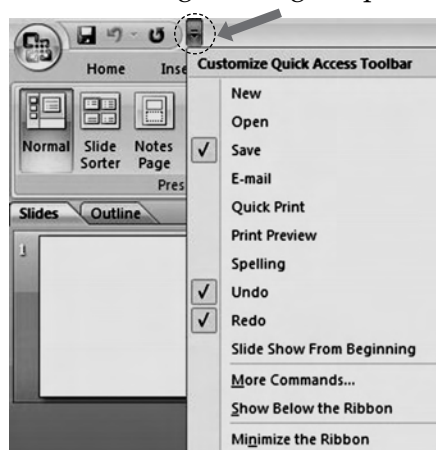 Home Inse
Customize Quick Access Toolbar
New
Open
Normal Slide Sorter Notes Page
Save
E-mail
Pres
Quick Print
Slides Outline
Print Preview
1
Spelling
Undo
Redo
Slide Show From Beginning
More Commands...
Show Below the Ribbon
Minimize the Ribbon